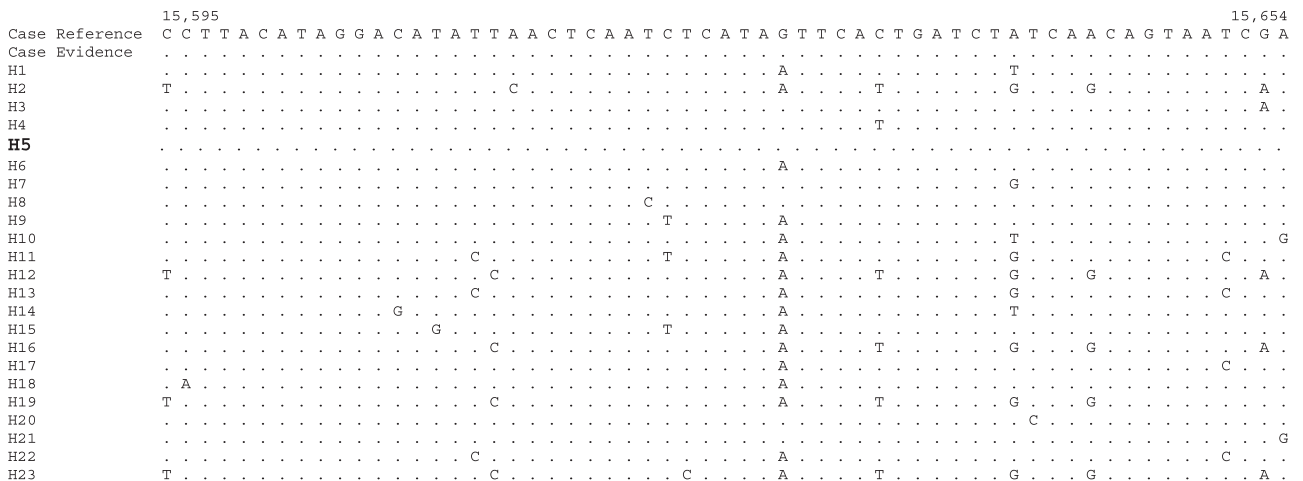 15,595 15,654
Case Reference C C T T A C A T A G G A C A T A T T A A C T C A A T C T C A T A G T T C A C T G A T C T A T C A A C A G T A A T C G A
Case Evidence . . . . . . . . . . . . . . . . . . . . . . . . . . . . . . . . . . . . . . . . . . . . . . . . . . . . . . . . . . .
H1 . . . . . . . . . . . . . . . . . . . . . . . . . . . . . . . . A . . . . . . . . . . . T . . . . . . . . . . . . . .
H2 T . . . . . . . . . . . . . . . . . C . . . . . . . . . . . . . A . . . . T . . . . . . G . . . G . . . . . . . . A .
H3 . . . . . . . . . . . . . . . . . . . . . . . . . . . . . . . . . . . . . . . . . . . . . . . . . . . . . . . . . A .
H4 . . . . . . . . . . . . . . . . . . . . . . . . . . . . . . . . . . . . . T . . . . . . . . . . . . . . . . . . . . .
H5 . . . . . . . . . . . . . . . . . . . . . . . . . . . . . . . . . . . . . . . . . . . . . . . . . . . . . . . . . . .
H6 . . . . . . . . . . . . . . . . . . . . . . . . . . . . . . . . A . . . . . . . . . . . . . . . . . . . . . . . . . .
H7 . . . . . . . . . . . . . . . . . . . . . . . . . . . . . . . . . . . . . . . . . . . . G . . . . . . . . . . . . . .
H8 . . . . . . . . . . . . . . . . . . . . . . . . . C . . . . . . . . . . . . . . . . . . . . . . . . . . . . . . . . .
H9 . . . . . . . . . . . . . . . . . . . . . . . . . . T . . . . . A . . . . . . . . . . . . . . . . . . . . . . . . . .
H10 . . . . . . . . . . . . . . . . . . . . . . . . . . . . . . . . A . . . . . . . . . . . T . . . . . . . . . . . . . G
H11 . . . . . . . . . . . . . . . . C . . . . . . . . . T . . . . . A . . . . . . . . . . . G . . . . . . . . . . C . . .
H12 T . . . . . . . . . . . . . . . . C . . . . . . . . . . . . . . A . . . . T . . . . . . G . . . G . . . . . . . . A .
H13 . . . . . . . . . . . . . . . . C . . . . . . . . . . . . . . . A . . . . . . . . . . . G . . . . . . . . . . C . . .
H14 . . . . . . . . . . . . G . . . . . . . . . . . . . . . . . . . A . . . . . . . . . . . T . . . . . . . . . . . . . .
H15 . . . . . . . . . . . . . . G . . . . . . . . . . . T . . . . . A . . . . . . . . . . . . . . . . . . . . . . . . . .
H16 . . . . . . . . . . . . . . . . . C . . . . . . . . . . . . . . A . . . . T . . . . . . G . . . G . . . . . . . . A .
H17 . . . . . . . . . . . . . . . . . . . . . . . . . . . . . . . . A . . . . . . . . . . . . . . . . . . . . . . C . . .
H18 . A . . . . . . . . . . . . . . . . . . . . . . . . . . . . . . A . . . . . . . . . . . . . . . . . . . . . . . . . .
H19 T . . . . . . . . . . . . . . . . C . . . . . . . . . . . . . . A . . . . T . . . . . . G . . . G . . . . . . . . . .
H20 . . . . . . . . . . . . . . . . . . . . . . . . . . . . . . . . . . . . . . . . . . . . . C . . . . . . . . . . . . .
H21 . . . . . . . . . . . . . . . . . . . . . . . . . . . . . . . . . . . . . . . . . . . . . . . . . . . . . . . . . . G
H22 . . . . . . . . . . . . . . . . C . . . . . . . . . . . . . . . A . . . . . . . . . . . . . . . . . . . . . . C . . .
H23 T . . . . . . . . . . . . . . . . C . . . . . . . . . C . . . . A . . . . T . . . . . . G . . . G . . . . . . . . A .